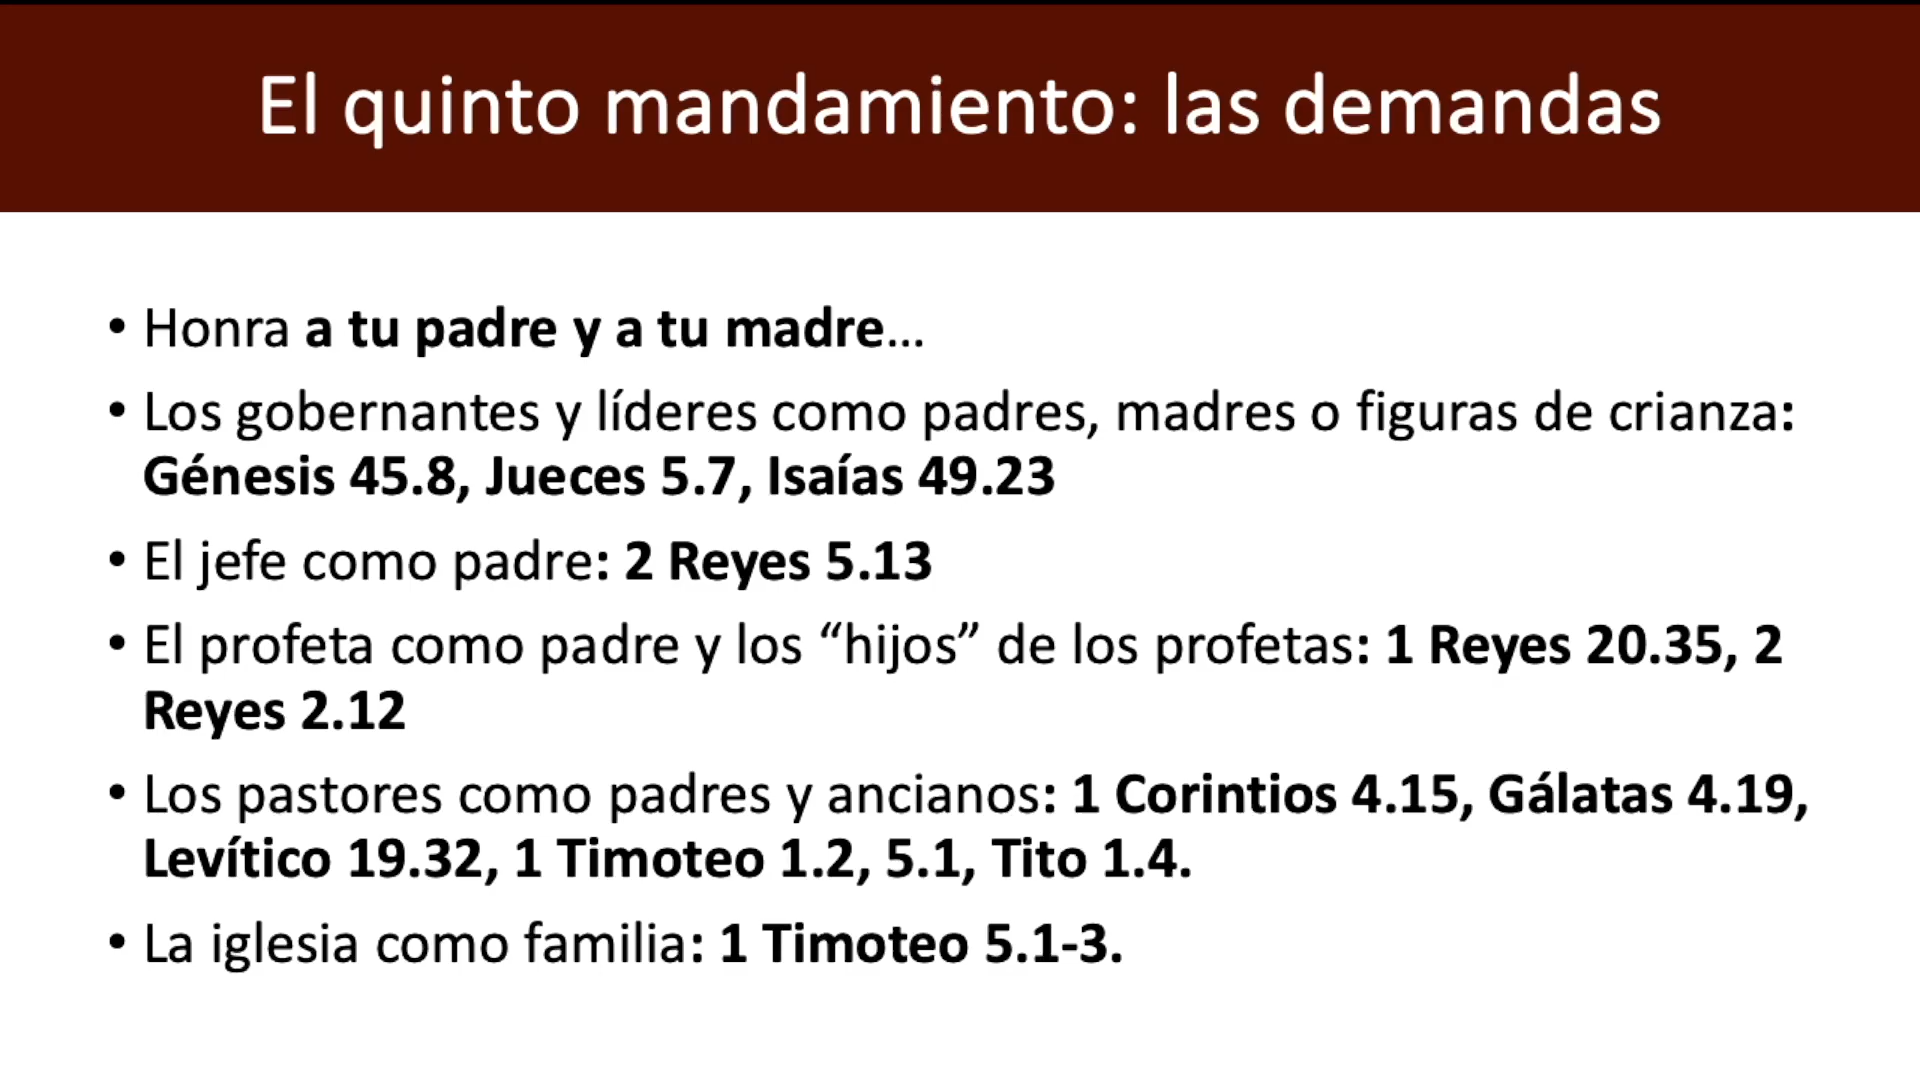 El quinto mandamiento: las demandas
• Honra a tu padre y a tu madre...
• Los gobernantes y líderes como padres, madres o figuras de crianza:
Génesis 45.8, Jueces 5.7, Isaías 49.23
• El jefe como padre: 2 Reyes 5.13
• El profeta como padre y los “hijos” de los profetas: 1 Reyes 20.35, 2
Reyes 2.12
• Los pastores como padres y ancianos: 1 Corintios 4.15, Gálatas 4.19,
Levítico 19.32, 1 Timoteo 1.2, 5.1, Tito 1.4.
• La iglesia como familia: 1 Timoteo 5.1-3.